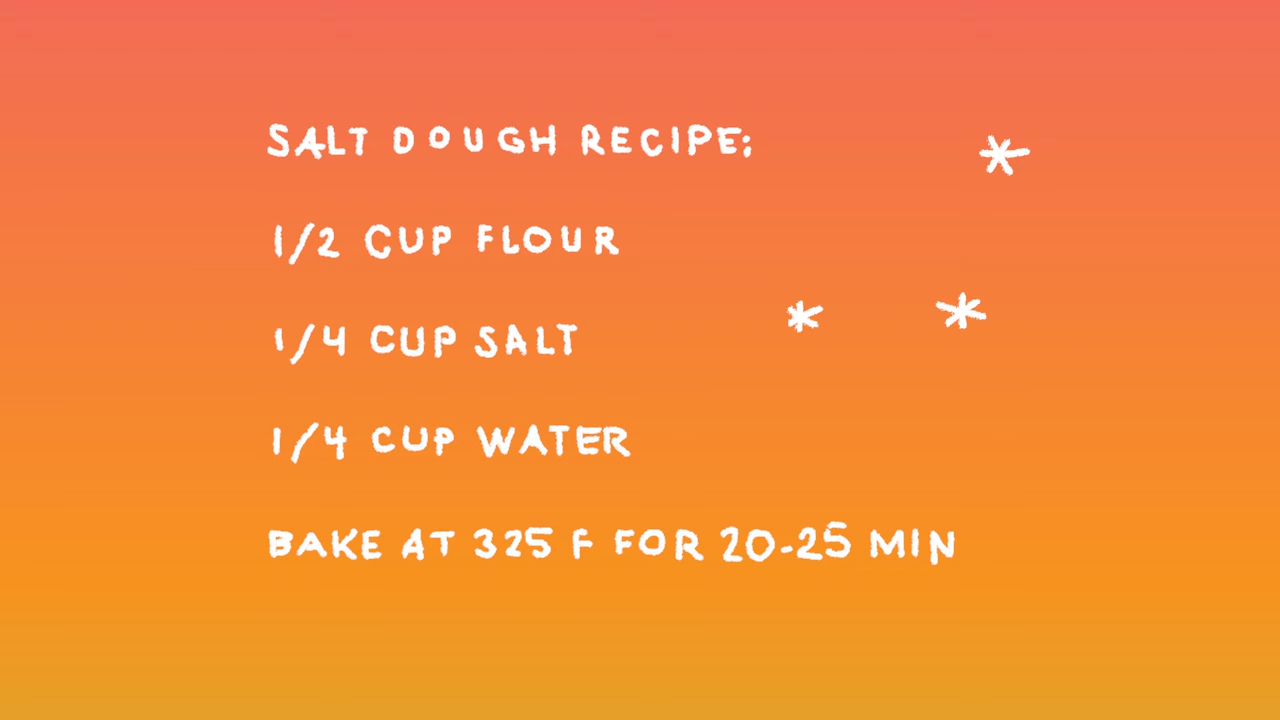 SALT DOUGH RECIPE:
1/2 CUP FLOUR
1/4 CUP SALT
1/4 CUP WATER
BAKE AT 325 F FOR 20-25 MIN